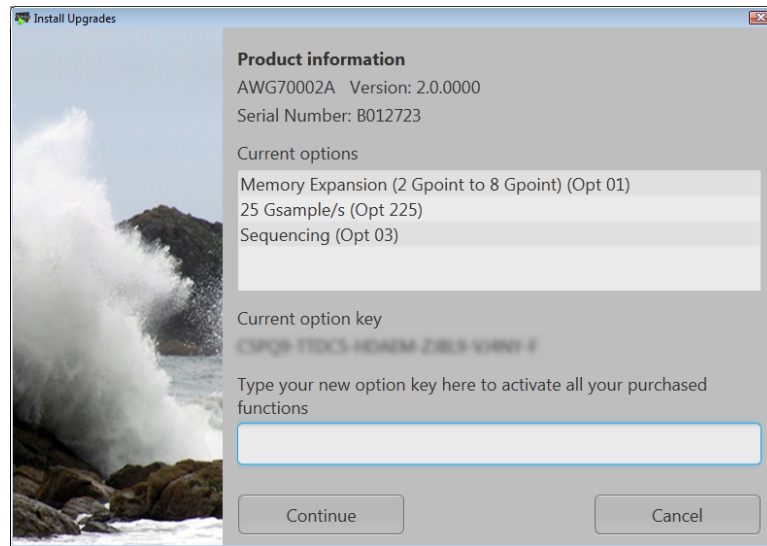 Install Upgrades
Product information
AWG70002A Version: 2.0.0000
Serial Number: B012723
Current options
Memory Expansion (2 Gpoint to 8 Gpoint) (Opt 01)
25 Gsample/s (Opt 225)
Sequencing (Opt 03)
Current option key
Type your new option key here to activate all your purchased
functions
Continue
Cancel